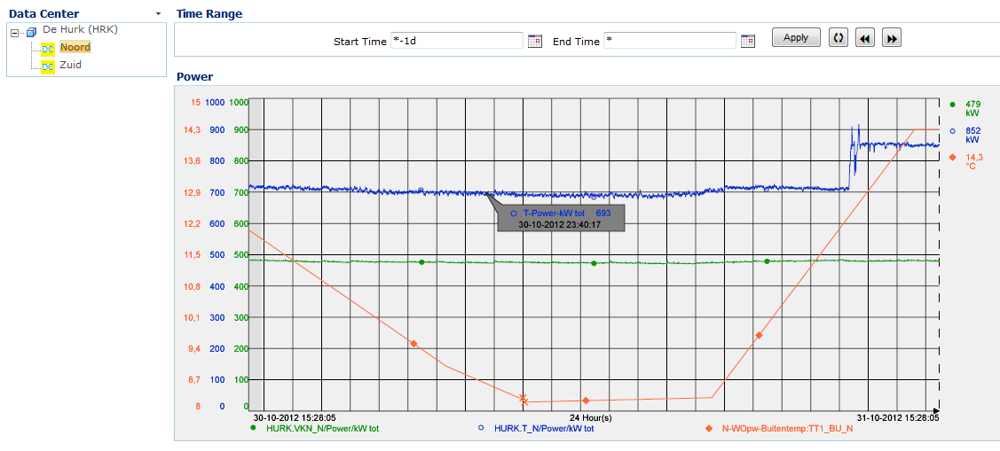 Data Center
De Hurk (HRK)
DC Noord
DC Zuid
Time Range
Start Time *-1d End Time * Apply
Power
15 1000 1000
14,3 900 900
13,6 800 800
12,9 700 700
12,2 600 600
11,5 500 500
10,8 400 400
10,1 300 300
9,4 200 200
8,7 100 100
8 0 0
479
kW
852
kW
14,3
°C
T-Power-kW tot 693
30-10-2012 23:40:17
30-10-2012 15:28:05 24 Hour(s) 31-10-2012 15:28:05
HURK.VKN_N/Power/kW tot HURK.T_N/Power/kW tot N-WOpw-Buitentemp:TT1_BU_N